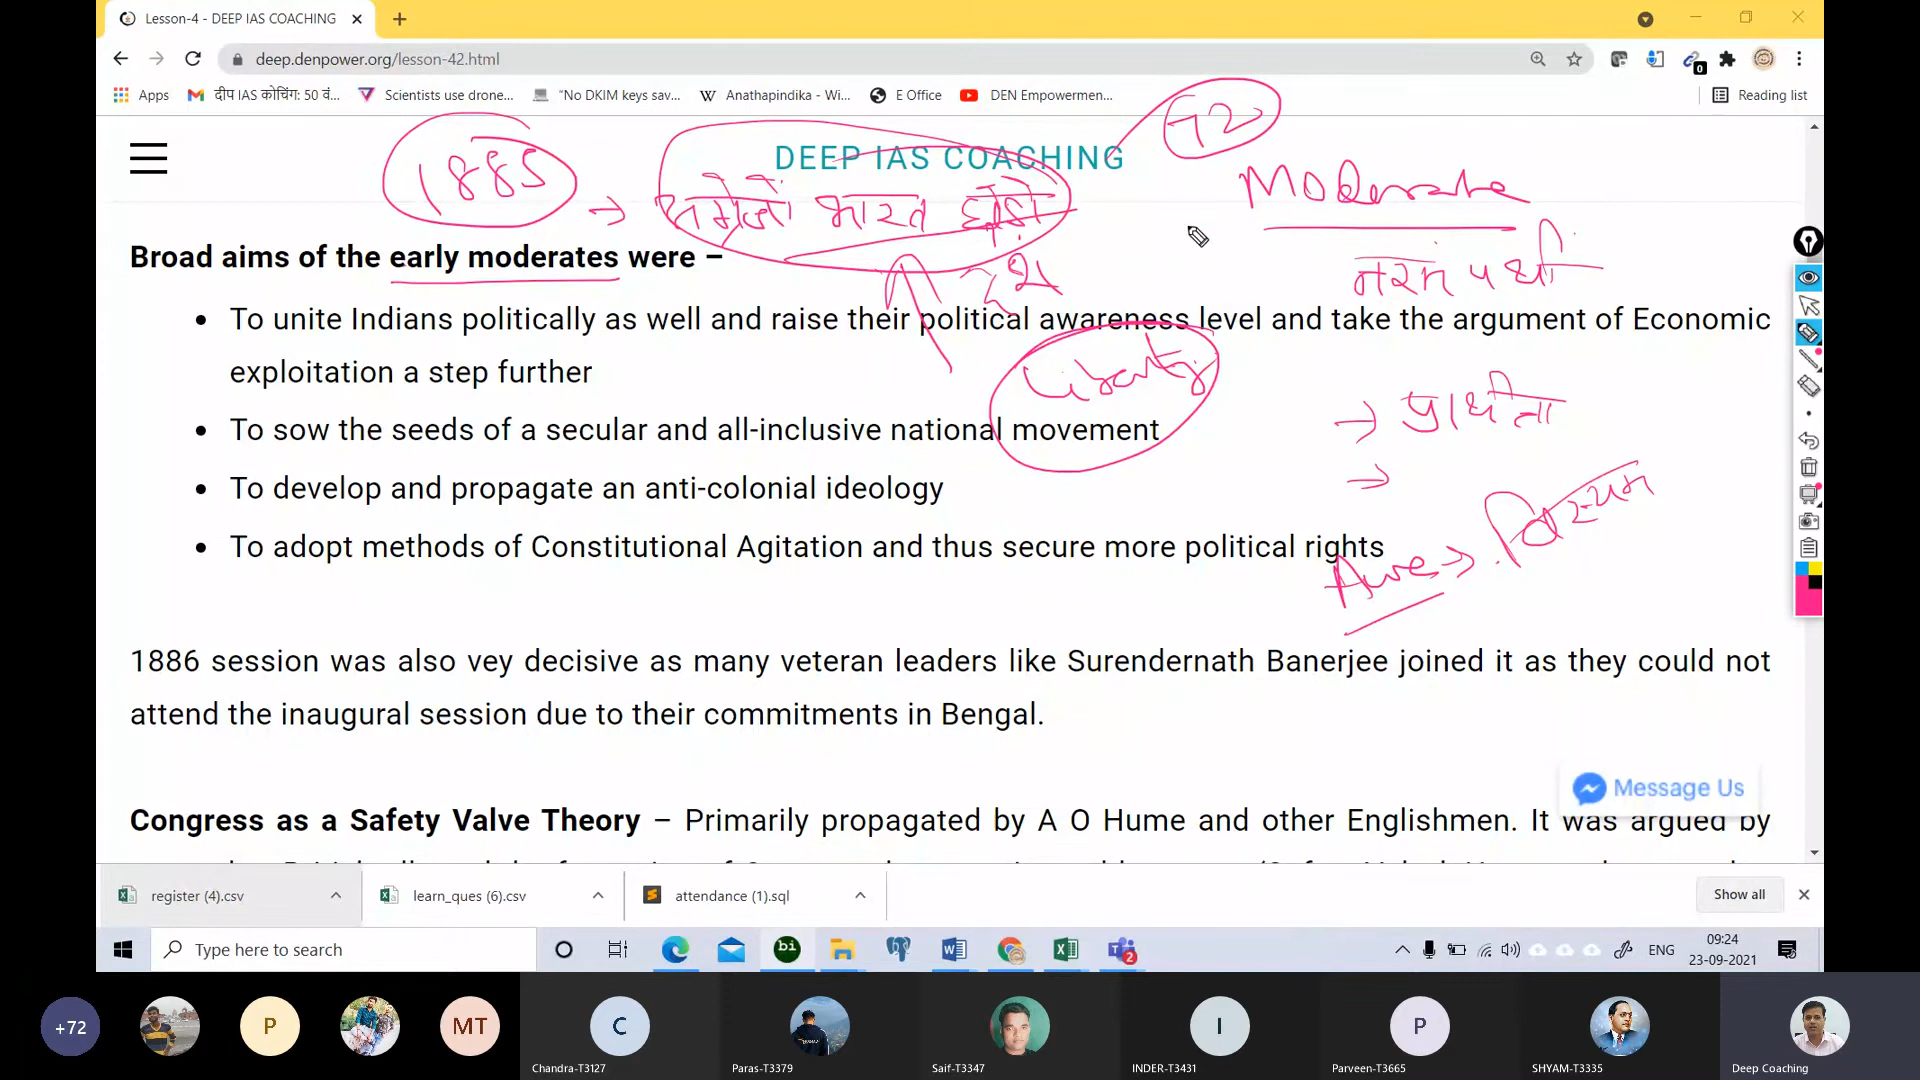 Lesson-4 - DEEP IAS COACHING
deep.denpower.org/lesson-42.html
0
Apps
दीप IAS कोचिंग: 50 वं...
Scientists use drone...
"No DKIM keys sav...
Anathapindika - Wi...
E Office
DEN Empowermen...
Reading list
DEEP IAS COACHING
1885
Moderate
Broad aims of the early moderates were –
• To unite Indians politically as well and raise their political awareness level and take the argument of Economic
exploitation a step further
Liberty
• To sow the seeds of a secular and all-inclusive national movement
• To develop and propagate an anti-colonial ideology
• To adopt methods of Constitutional Agitation and thus secure more political rights
1886 session was also vey decisive as many veteran leaders like Surendernath Banerjee joined it as they could not
attend the inaugural session due to their commitments in Bengal.
Message Us
Congress as a Safety Valve Theory – Primarily propagated by A O Hume and other Englishmen. It was argued by
register (4).csv
learn_ques (6).csv
attendance (1).sql
Show all
Type here to search
bi
2
ENG
09:24
23-09-2021
+72
P
MT
C
I
P
Chandra-T3127
Paras-T3379
Saif-T3347
INDER-T3431
Parveen-T3665
SHYAM-T3335
Deep Coaching